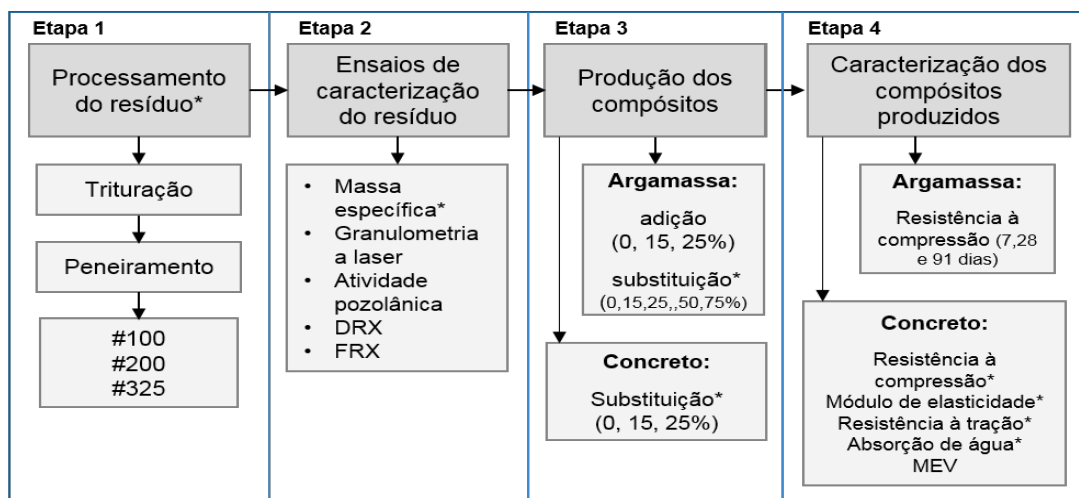 Etapa 1
Processamento
do resíduo*
Trituração
Peneiramento
#100
#200
#325
Etapa 2
Ensaios de
caracterização
do resíduo
• Massa
específica*
• Granulometria
a laser
• Atividade
pozolânica
• DRX
• FRX
Etapa 3
Produção dos
compósitos
Argamassa:
adição
(0, 15, 25%)
substituição*
(0,15,25,,50,75%)
Concreto:
Substituição*
(0, 15, 25%)
Etapa 4
Caracterização dos
compósitos
produzidos
Argamassa:
Resistência à
compressão (7,28
e 91 dias)
Concreto:
Resistência à
compressão*
Módulo de elasticidade*
Resistência à tração*
Absorção de água*
MEV